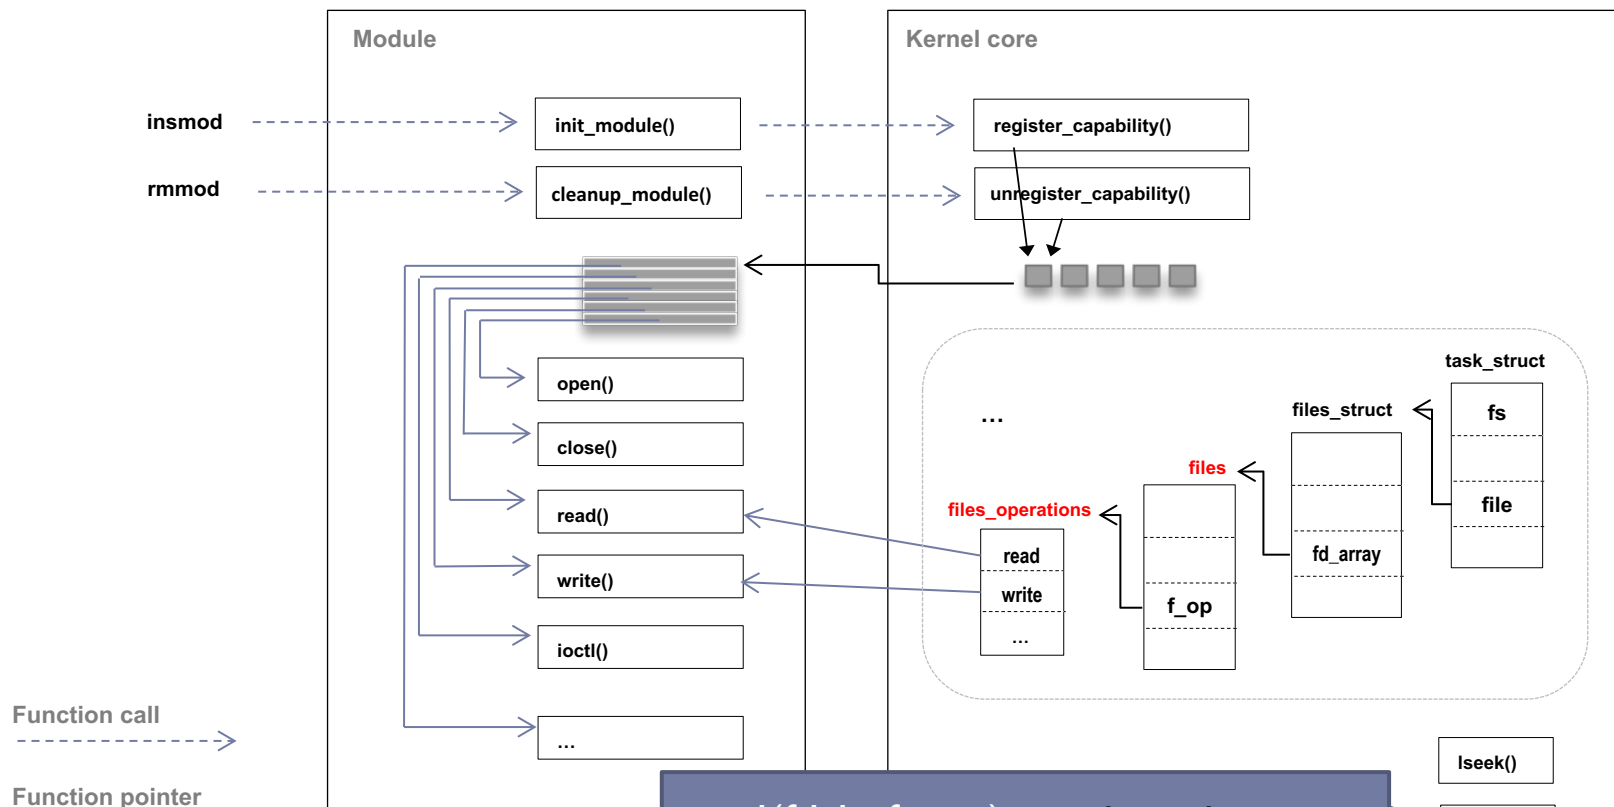 Module
Kernel core
insmod
init_module()
register_capability()
rmmod
cleanup_module()
unregister_capability()
task_struct
fs
file
files_struct
fd_array
files
f_op
files_operations
read
write
...
...
open()
close()
read()
write()
ioctl()
...
Function call
Function pointer
lseek()